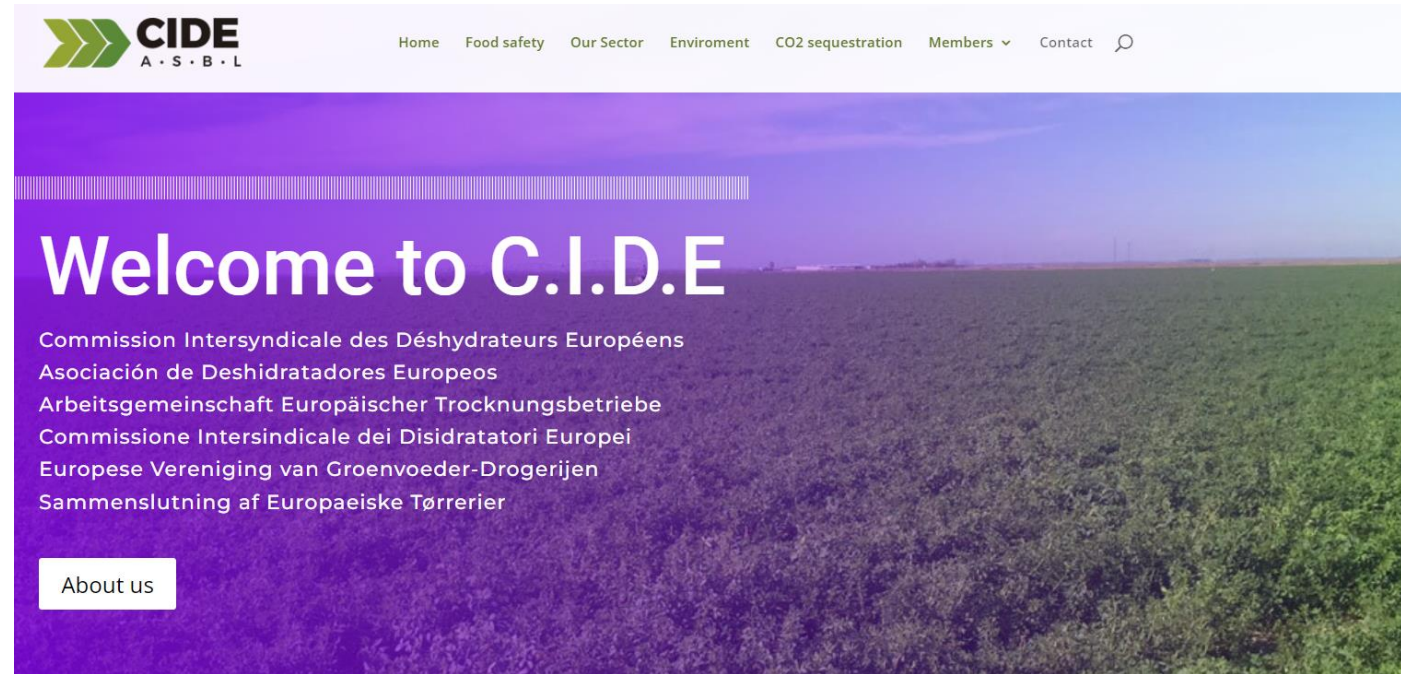 CIDE
A·S·B·L
Home Food safety Our Sector Enviroment CO2 sequestration Members Contact
Welcome to C.I.D.E
Commission Intersyndicale des Déshydrateurs Européens
Asociación de Deshidratadores Europeos
Arbeitsgemeinschaft Europäischer Trocknungsbetriebe
Commissione Intersindicale dei Disidratatori Europei
Europese Vereniging van Groenvoeder-Drogerijen
Sammenslutning af Europaeiske Tørrerier
About us